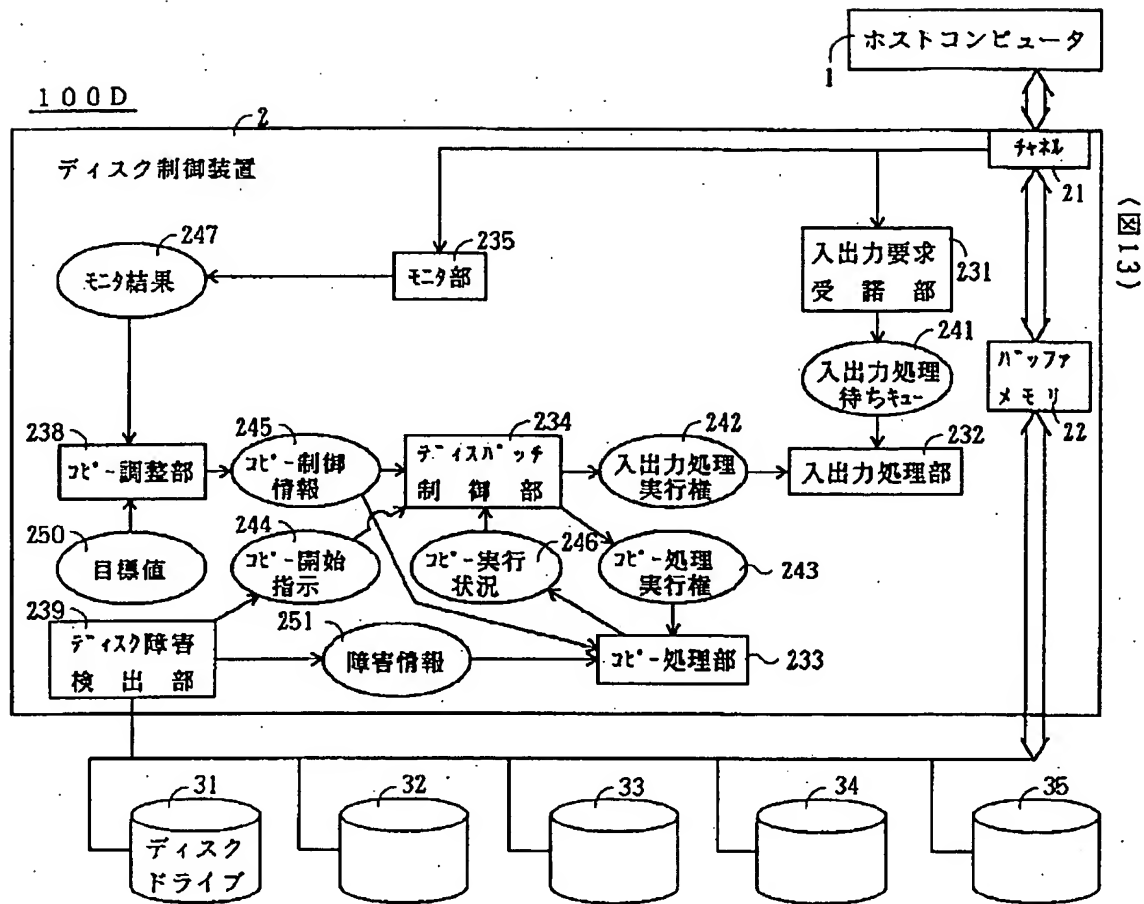 ホストコンピュータ
1
100D
2
ディスク制御装置
チャネル
21
(図13)
247
モニタ結果
235
モニタ部
入出力要求
受諾部
231
241
入出力処理
待ちキュー
バッファ
メモリ
22
238
コピー調整部
245
コピー制御
情報
234
ディスパッチ
制御部
242
入出力処理
実行権
232
入出力処理部
250
目標値
244
コピー開始
指示
コピー実行
状況
246
コピー処理
実行権
243
239
ディスク障害
検出部
251
障害情報
コピー処理部
233
31
ディスク
ドライブ
32
33
34
35